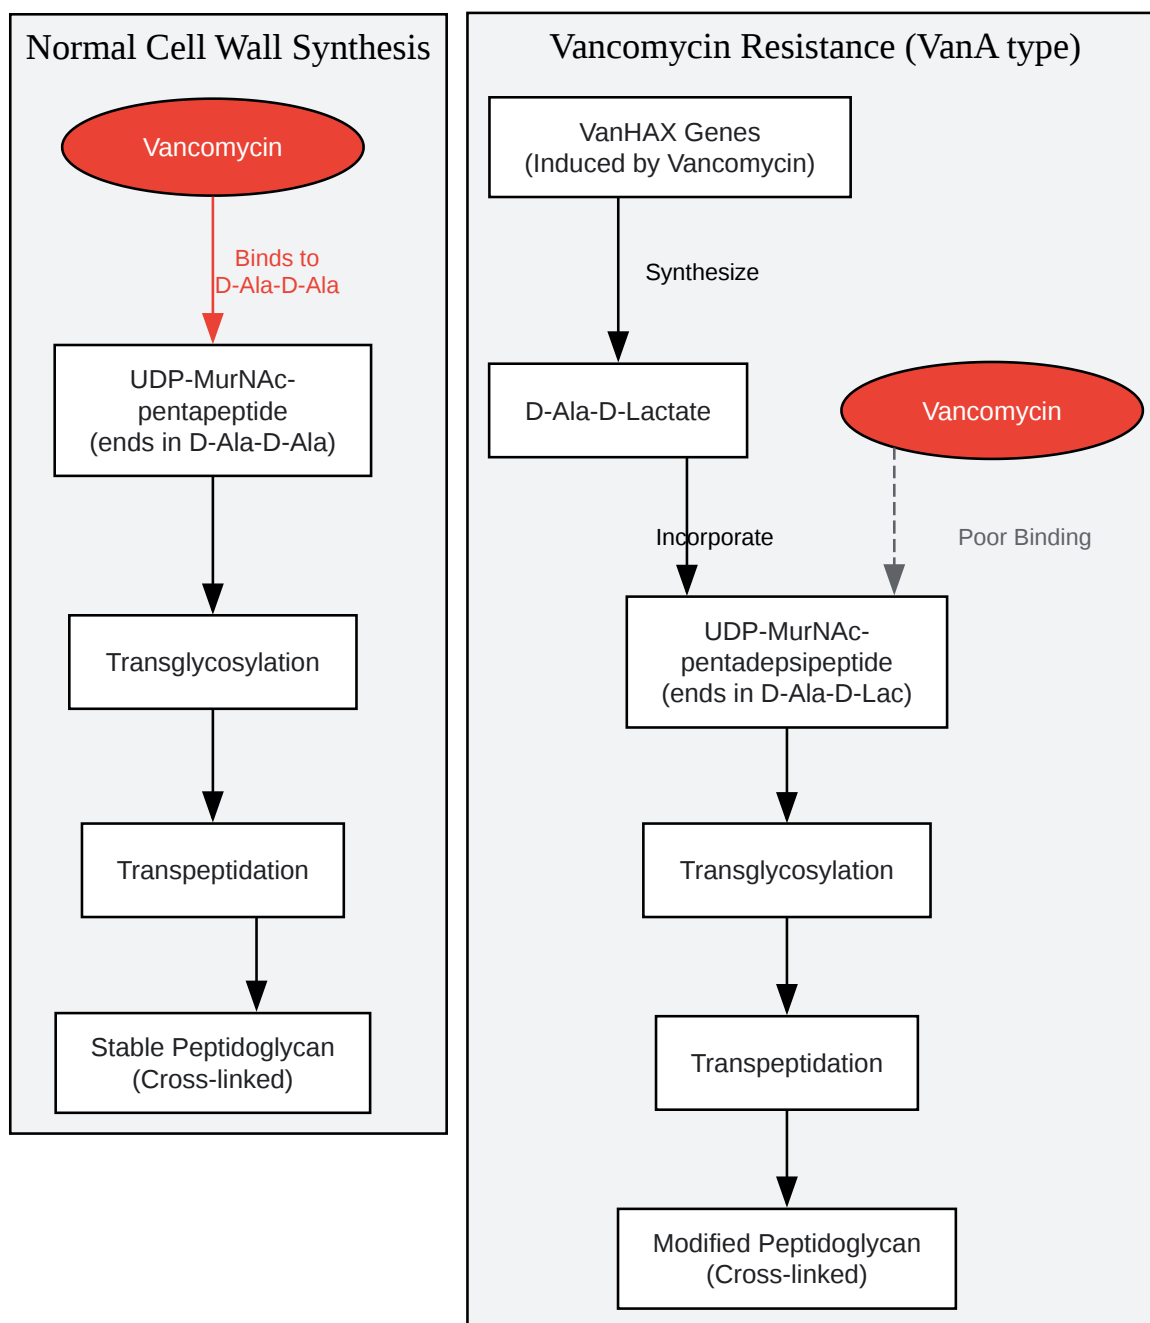 Normal Cell Wall Synthesis
Vancomycin
Binds to
D-Ala-D-Ala
UDP-MurNAc-
pentapeptide
(ends in D-Ala-D-Ala)
Transglycosylation
Transpeptidation
Stable Peptidoglycan
(Cross-linked)
Vancomycin Resistance (VanA type)
VanHAX Genes
(Induced by Vancomycin)
Synthesize
D-Ala-D-Lactate
Vancomycin
Incorporate
Poor Binding
UDP-MurNAc-
pentadepsipeptide
(ends in D-Ala-D-Lac)
Transglycosylation
Transpeptidation
Modified Peptidoglycan
(Cross-linked)